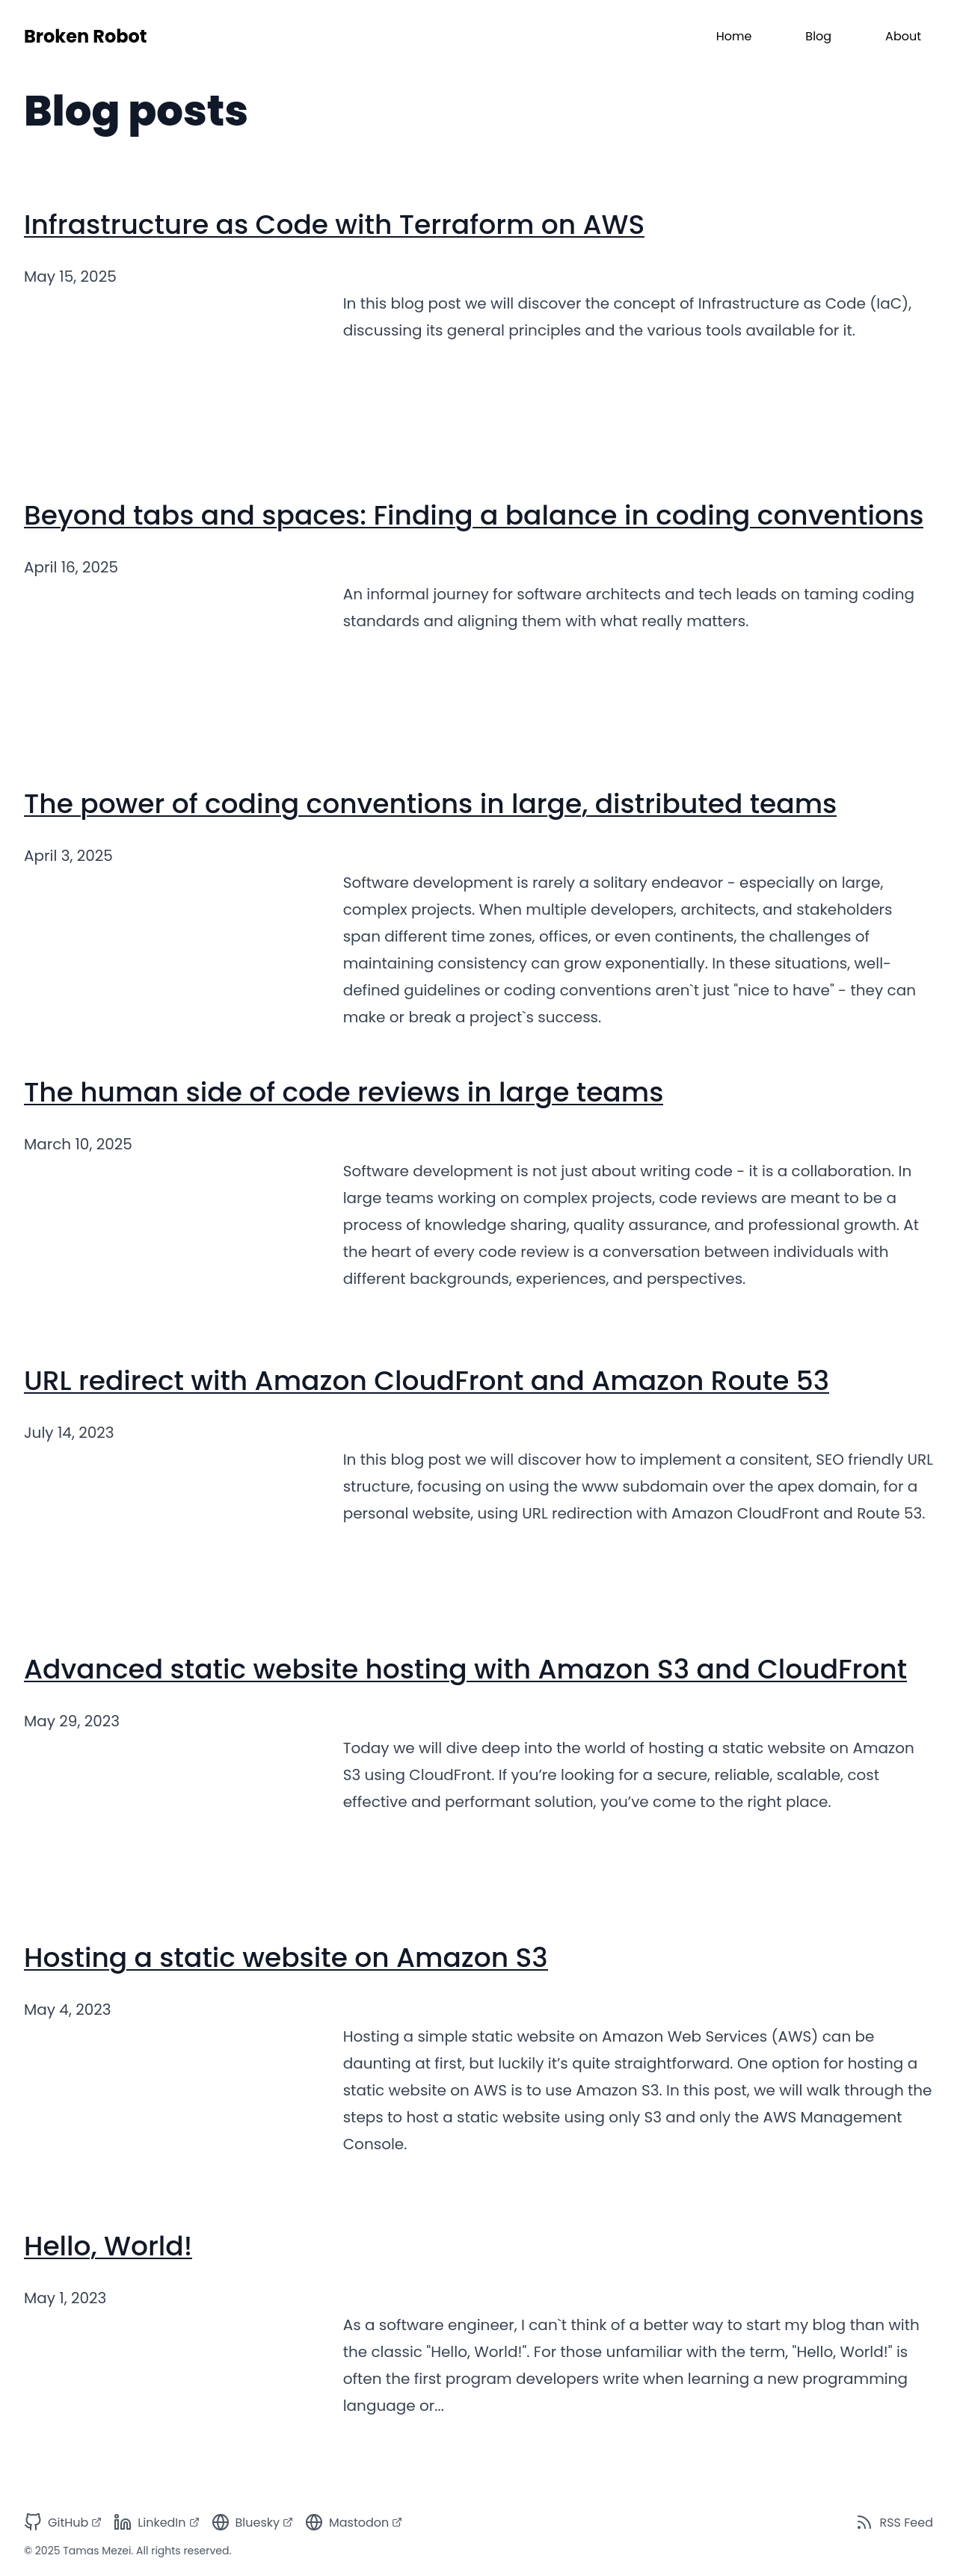 Broken Robot
Home Blog About
Blog posts
Infrastructure as Code with Terraform on AWS
May 15, 2025
In this blog post we will discover the concept of Infrastructure as Code (IaC),
discussing its general principles and the various tools available for it.
Beyond tabs and spaces: Finding a balance in coding conventions
April 16, 2025
An informal journey for software architects and tech leads on taming coding
standards and aligning them with what really matters.
The power of coding conventions in large, distributed teams
April 3, 2025
Software development is rarely a solitary endeavor - especially on large,
complex projects. When multiple developers, architects, and stakeholders
span different time zones, offices, or even continents, the challenges of
maintaining consistency can grow exponentially. In these situations, well-
defined guidelines or coding conventions aren`t just "nice to have" - they can
make or break a project`s success.
The human side of code reviews in large teams
March 10, 2025
Software development is not just about writing code - it is a collaboration. In
large teams working on complex projects, code reviews are meant to be a
process of knowledge sharing, quality assurance, and professional growth. At
the heart of every code review is a conversation between individuals with
different backgrounds, experiences, and perspectives.
URL redirect with Amazon CloudFront and Amazon Route 53
July 14, 2023
In this blog post we will discover how to implement a consitent, SEO friendly URL
structure, focusing on using the www subdomain over the apex domain, for a
personal website, using URL redirection with Amazon CloudFront and Route 53.
Advanced static website hosting with Amazon S3 and CloudFront
May 29, 2023
Today we will dive deep into the world of hosting a static website on Amazon
S3 using CloudFront. If you’re looking for a secure, reliable, scalable, cost
effective and performant solution, you’ve come to the right place.
Hosting a static website on Amazon S3
May 4, 2023
Hosting a simple static website on Amazon Web Services (AWS) can be
daunting at first, but luckily it’s quite straightforward. One option for hosting a
static website on AWS is to use Amazon S3. In this post, we will walk through the
steps to host a static website using only S3 and only the AWS Management
Console.
Hello, World!
May 1, 2023
As a software engineer, I can`t think of a better way to start my blog than with
the classic "Hello, World!". For those unfamiliar with the term, "Hello, World!" is
often the first program developers write when learning a new programming
language or...
GitHub LinkedIn Bluesky Mastodon RSS Feed
© 2025 Tamas Mezei. All rights reserved.